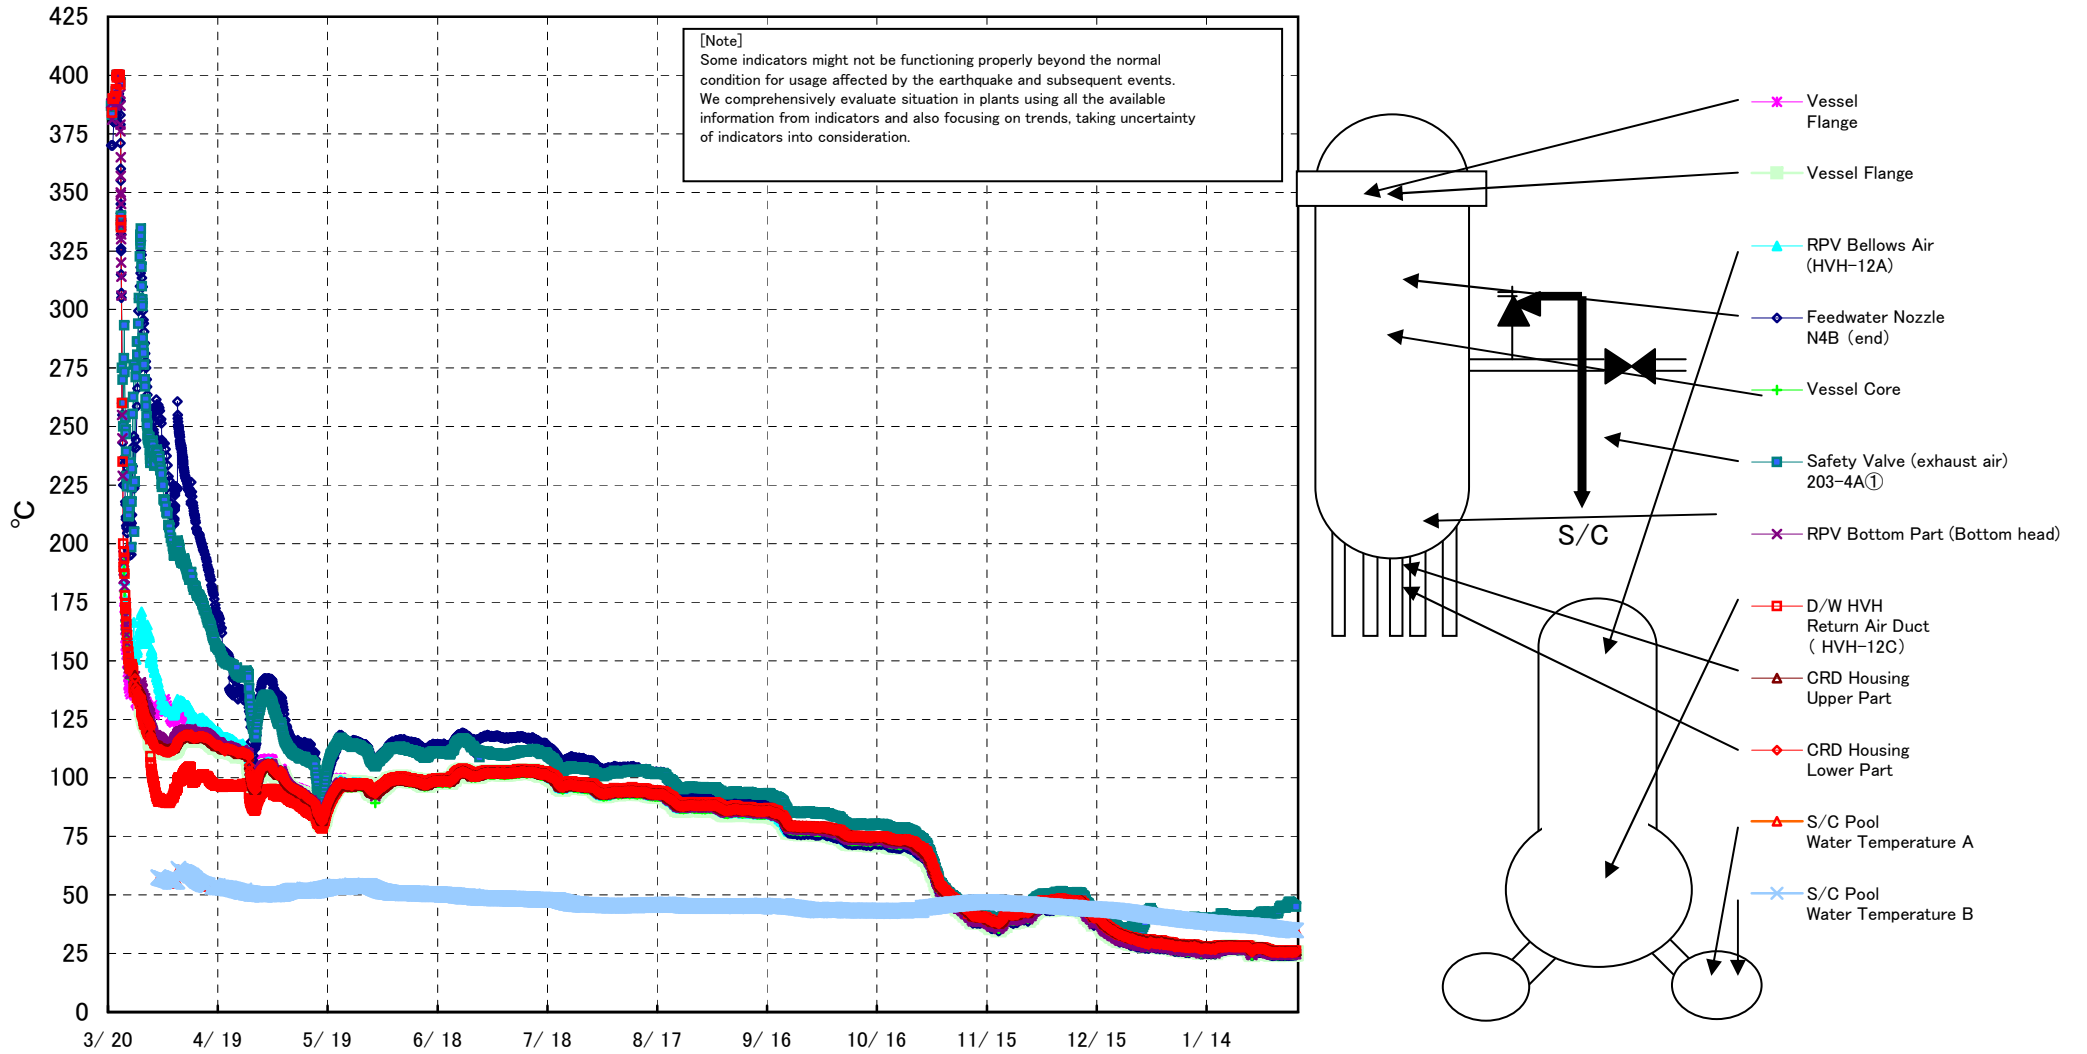 425
400
375
350
325
300
275
250
225
200
175
150
125
100
75
50
25
0
℃
3/ 20
4/ 19
5/ 19
6/ 18
7/ 18
8/ 17
9/ 16
10/ 16
11/ 15
12/ 15
1/ 14
[Note]
Some indicators might not be functioning properly beyond the normal
condition for usage affected by the earthquake and subsequent events.
We comprehensively evaluate situation in plants using all the available
information from indicators and also focusing on trends, taking uncertainty
of indicators into consideration.
S/C
Vessel
Flange
Vessel Flange
RPV Bellows Air
(HVH-12A)
Feedwater Nozzle
N4B (end)
Vessel Core
Safety Valve (exhaust air)
203-4A①
RPV Bottom Part (Bottom head)
D/W HVH
Return Air Duct
( HVH-12C)
CRD Housing
Upper Part
CRD Housing
Lower Part
S/C Pool
Water Temperature A
S/C Pool
Water Temperature B